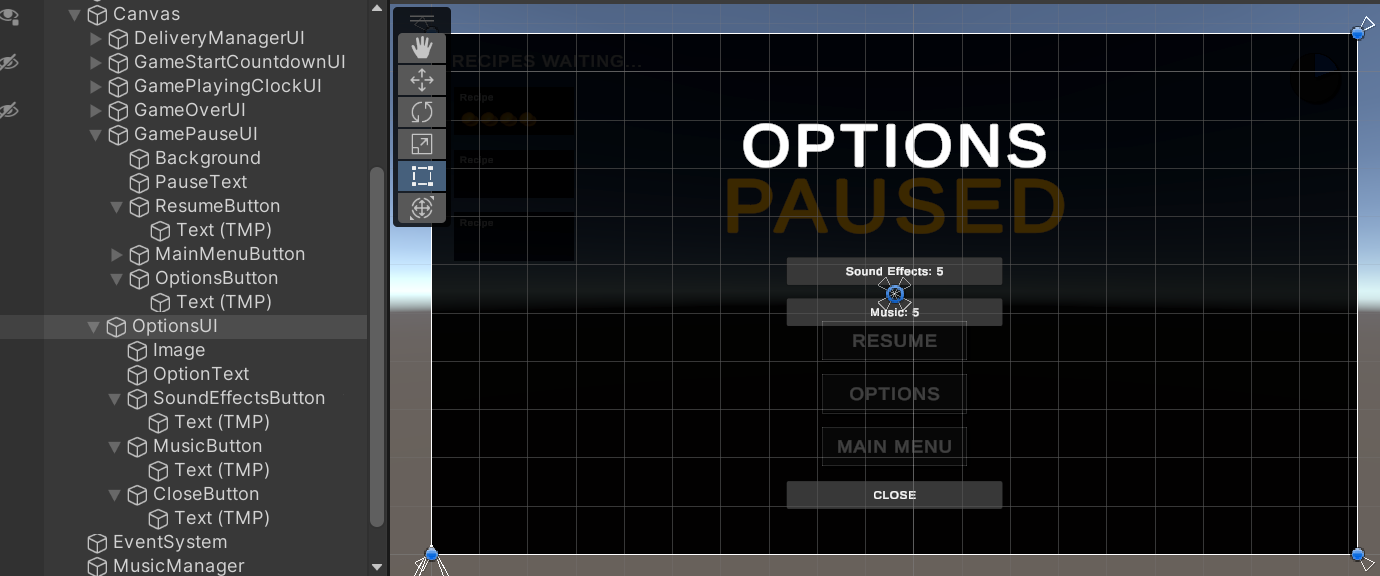 Canvas
DeliveryManagerUI
GameStartCountdownUI
GamePlayingClockUI
GameOverUI
GamePauseUI
Background
PauseText
ResumeButton
Text (TMP)
MainMenuButton
OptionsButton
Text (TMP)
OptionsUI
Image
OptionText
SoundEffectsButton
Text (TMP)
MusicButton
Text (TMP)
CloseButton
Text (TMP)
EventSystem
MusicManager
RECIPES WAITING...
Recipe
Recipe
Recipe
OPTIONS
PAUSED
Sound Effects: 5
Music: 5
RESUME
OPTIONS
MAIN MENU
CLOSE